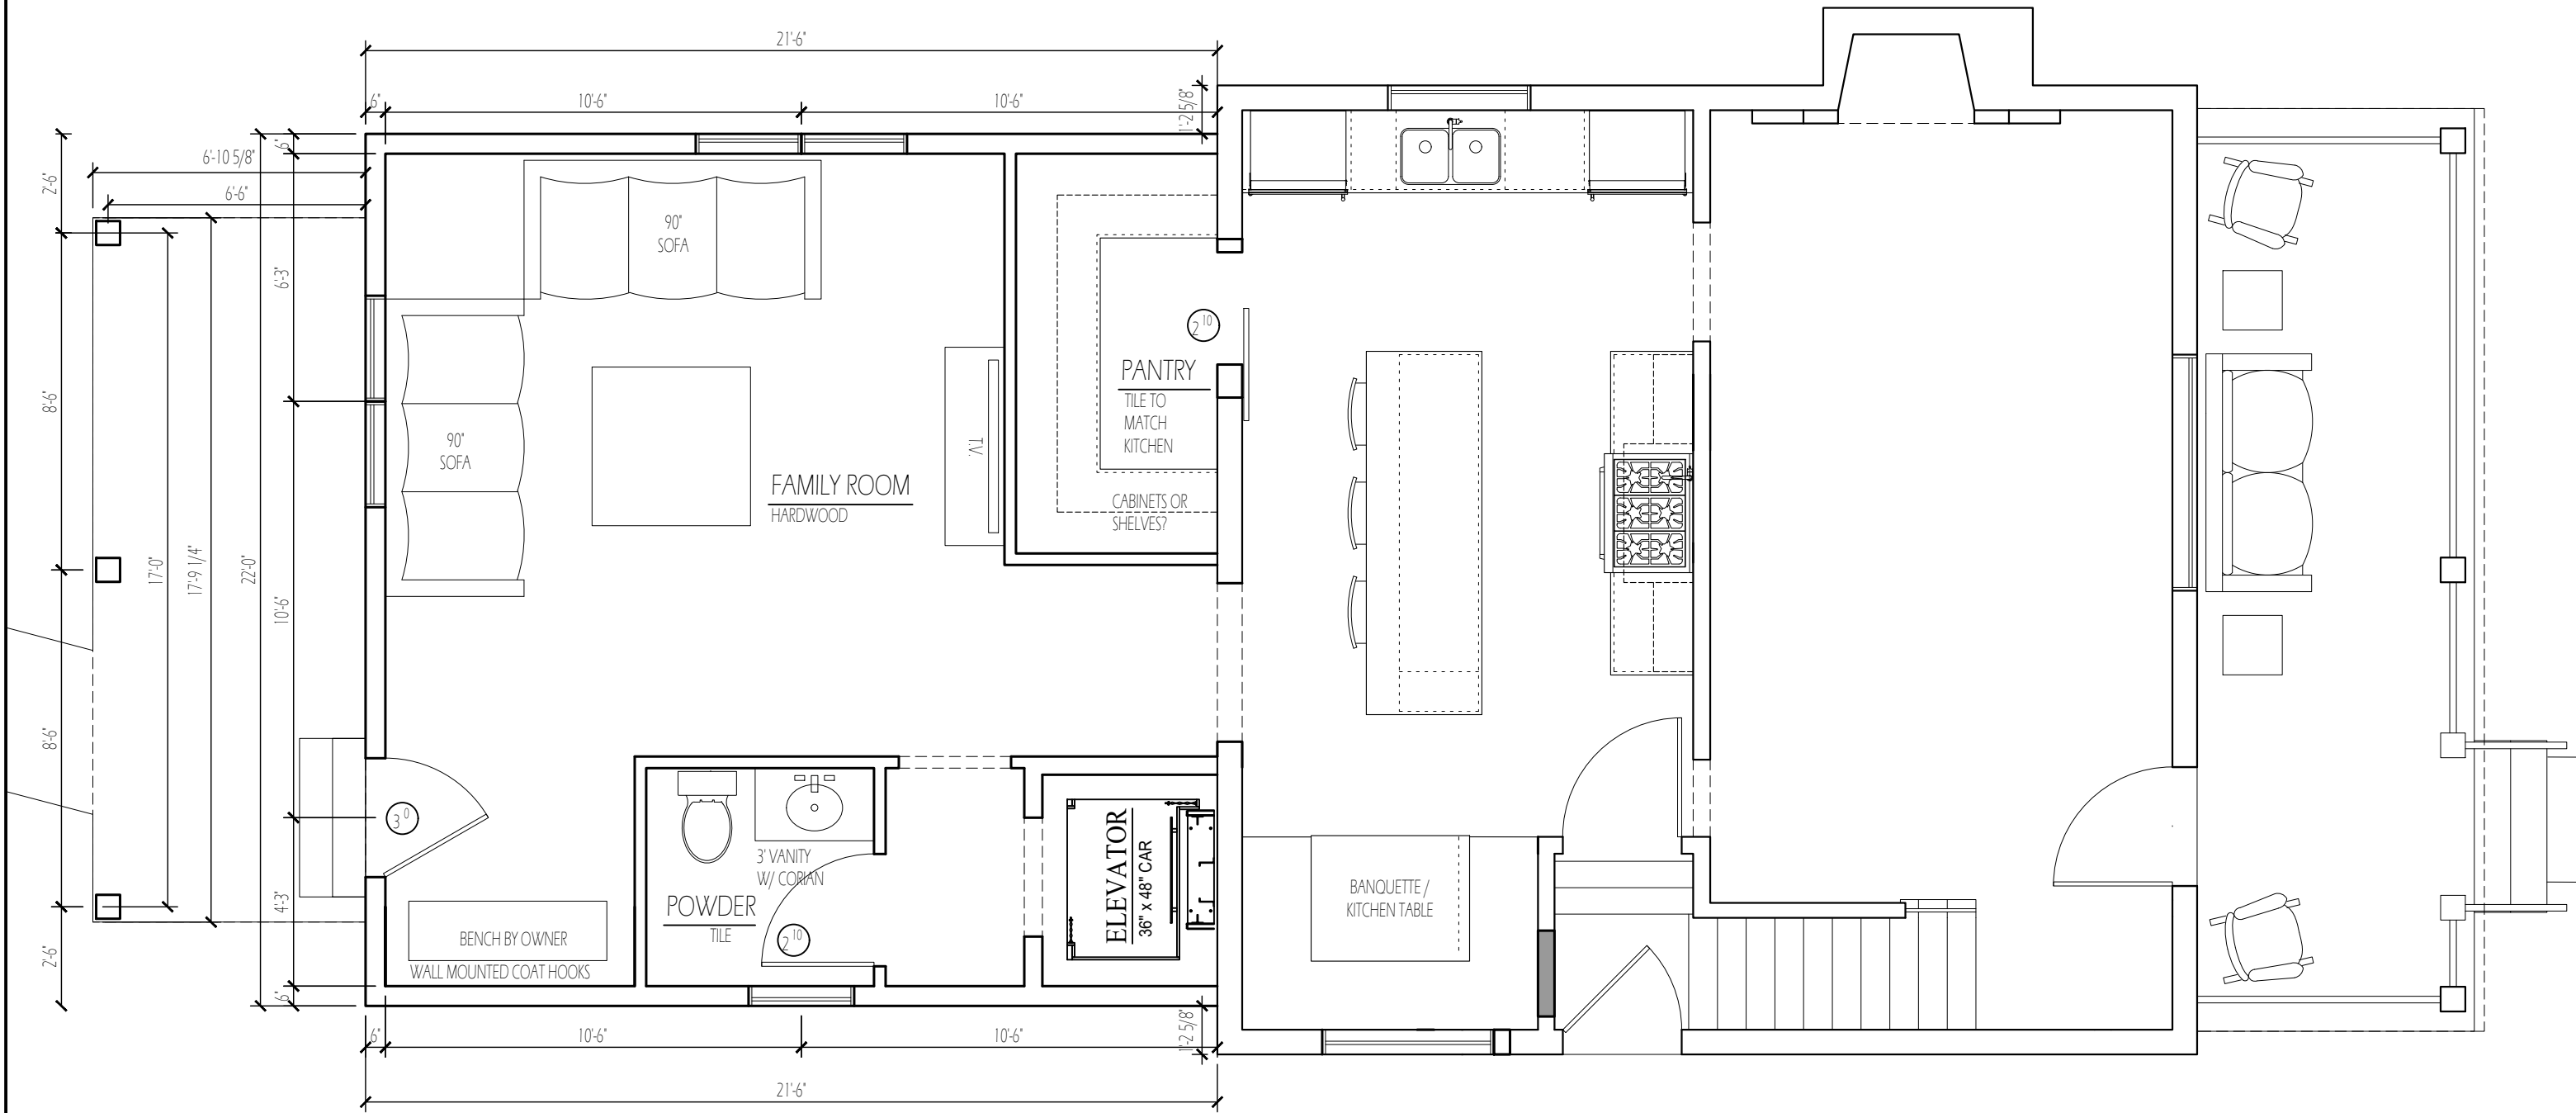 21'-6"
6"
10'-6"
10'-6"
1'-2 5/8"
6'-10 5/8"
6'-6"
2'-6"
6"
6'-3"
8'-6"
17'-0"
17'-9 1/4"
22'-0"
10'-6"
8'-6"
4'-3"
2'-6"
6"
90"
SOFA
90"
SOFA
T.V.
FAMILY ROOM
HARDWOOD
2 10
PANTRY
TILE TO
MATCH
KITCHEN
CABINETS OR
SHELVES?
3 0
3' VANITY
W/ CORIAN
POWDER
TILE
2 10
BENCH BY OWNER
WALL MOUNTED COAT HOOKS
ELEVATOR
36" x 48" CAR
BANQUETTE /
KITCHEN TABLE
6"
10'-6"
10'-6"
1'-2 5/8"
21'-6"